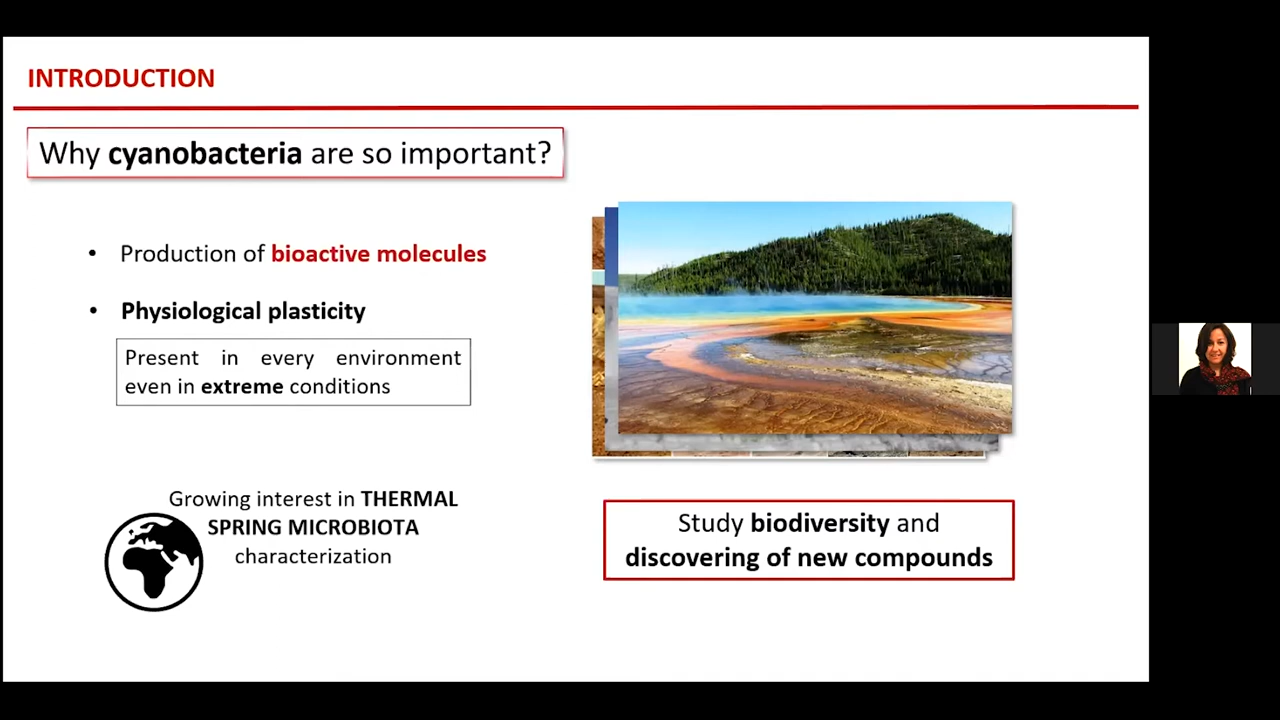 INTRODUCTION
Why cyanobacteria are so important?
• Production of bioactive molecules
• Physiological plasticity
Present in every environment
even in extreme conditions
Growing interest in THERMAL
SPRING MICROBIOTA
characterization
Study biodiversity and
discovering of new compounds